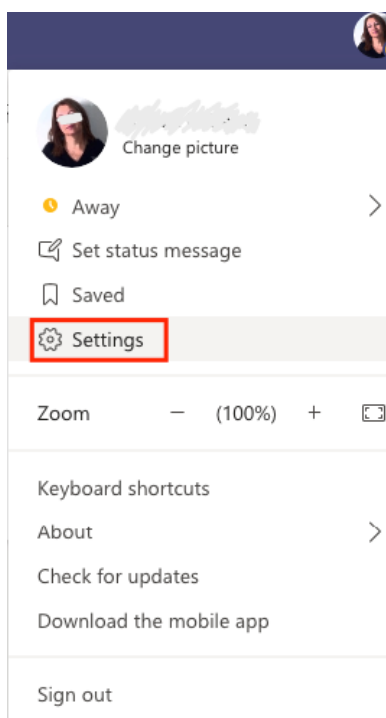 Change picture
Away
Set status message
Saved
Settings
Zoom − (100%) +
Keyboard shortcuts
About
Check for updates
Download the mobile app
Sign out